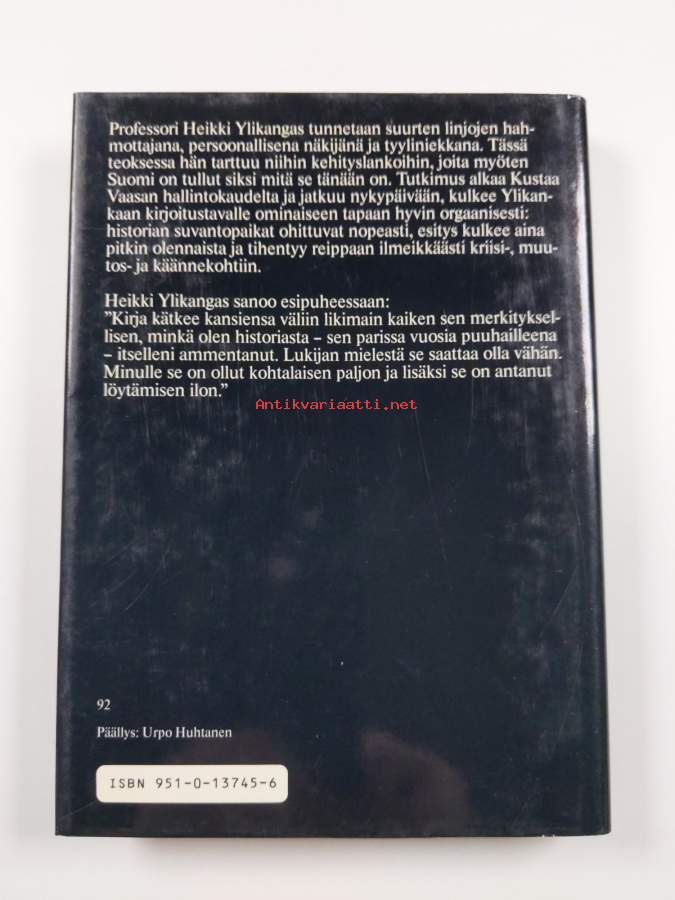 Professori Heikki Ylikangas tunnetaan suurten linjojen hah-
mottajana, persoonallisena näkijänä ja tyyliniekkana. Tässä
teoksessa hän tarttuu niihin kehityslankoihin, joita myöten
Suomi on tullut siksi mitä se tänään on. Tutkimus alkaa Kustaa
Vaasan hallintokaudelta ja jatkuu nykypäivään, kulkee Ylikan-
kaan kirjoitustavalle ominaiseen tapaan hyvin orgaanisesti:
historian suvantopaikat ohittuvat nopeasti, esitys kulkee aina
pitkin olennaista ja tihentyy reippaan ilmeikkäästi kriisi-, muu-
tos- ja käännekohtiin.
Heikki Ylikangas sanoo esipuheessaan:
"Kirja kätkee kansiensa väliin likimain kaiken sen merkityksel-
lisen, minkä olen historiasta – sen parissa vuosia puuhailleena
– itselleni ammentanut. Lukijan mielestä se saattaa olla vähän.
Minulle se on ollut kohtalaisen paljon ja lisäksi se on antanut
löytämisen ilon."
Antikvariaatti.net
92
Päällys: Urpo Huhtanen
ISBN 951-0-13745-6